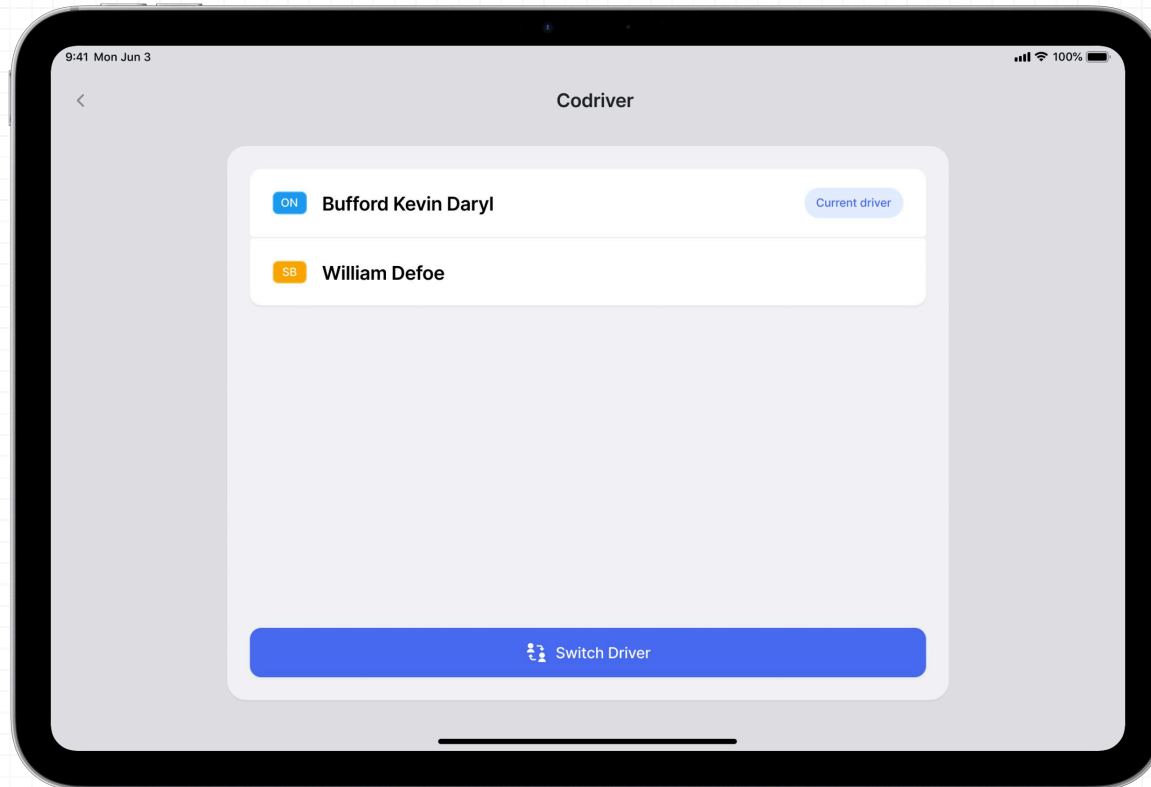 9:41 Mon Jun 3
100%
Codriver
ON Bufford Kevin Daryl Current driver
SB William Defoe
Switch Driver